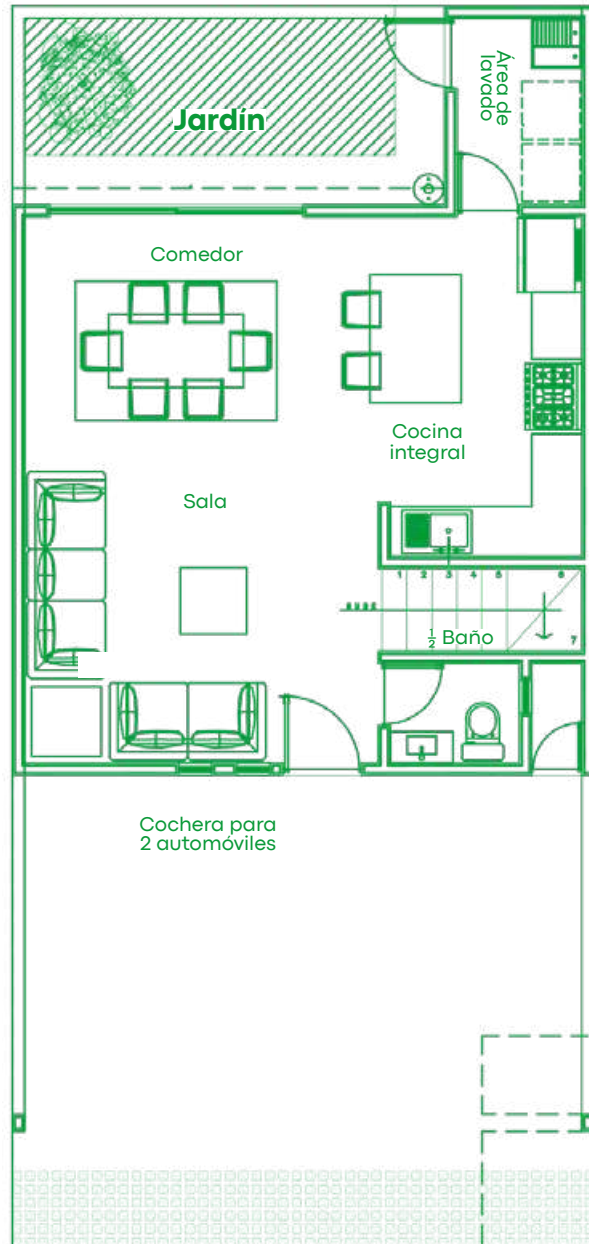 Área de
lavado
Jardín
Comedor
Cocina
integral
Sala
1 2 3 4 5 6
7
½ Baño
Cochera para
2 automóviles